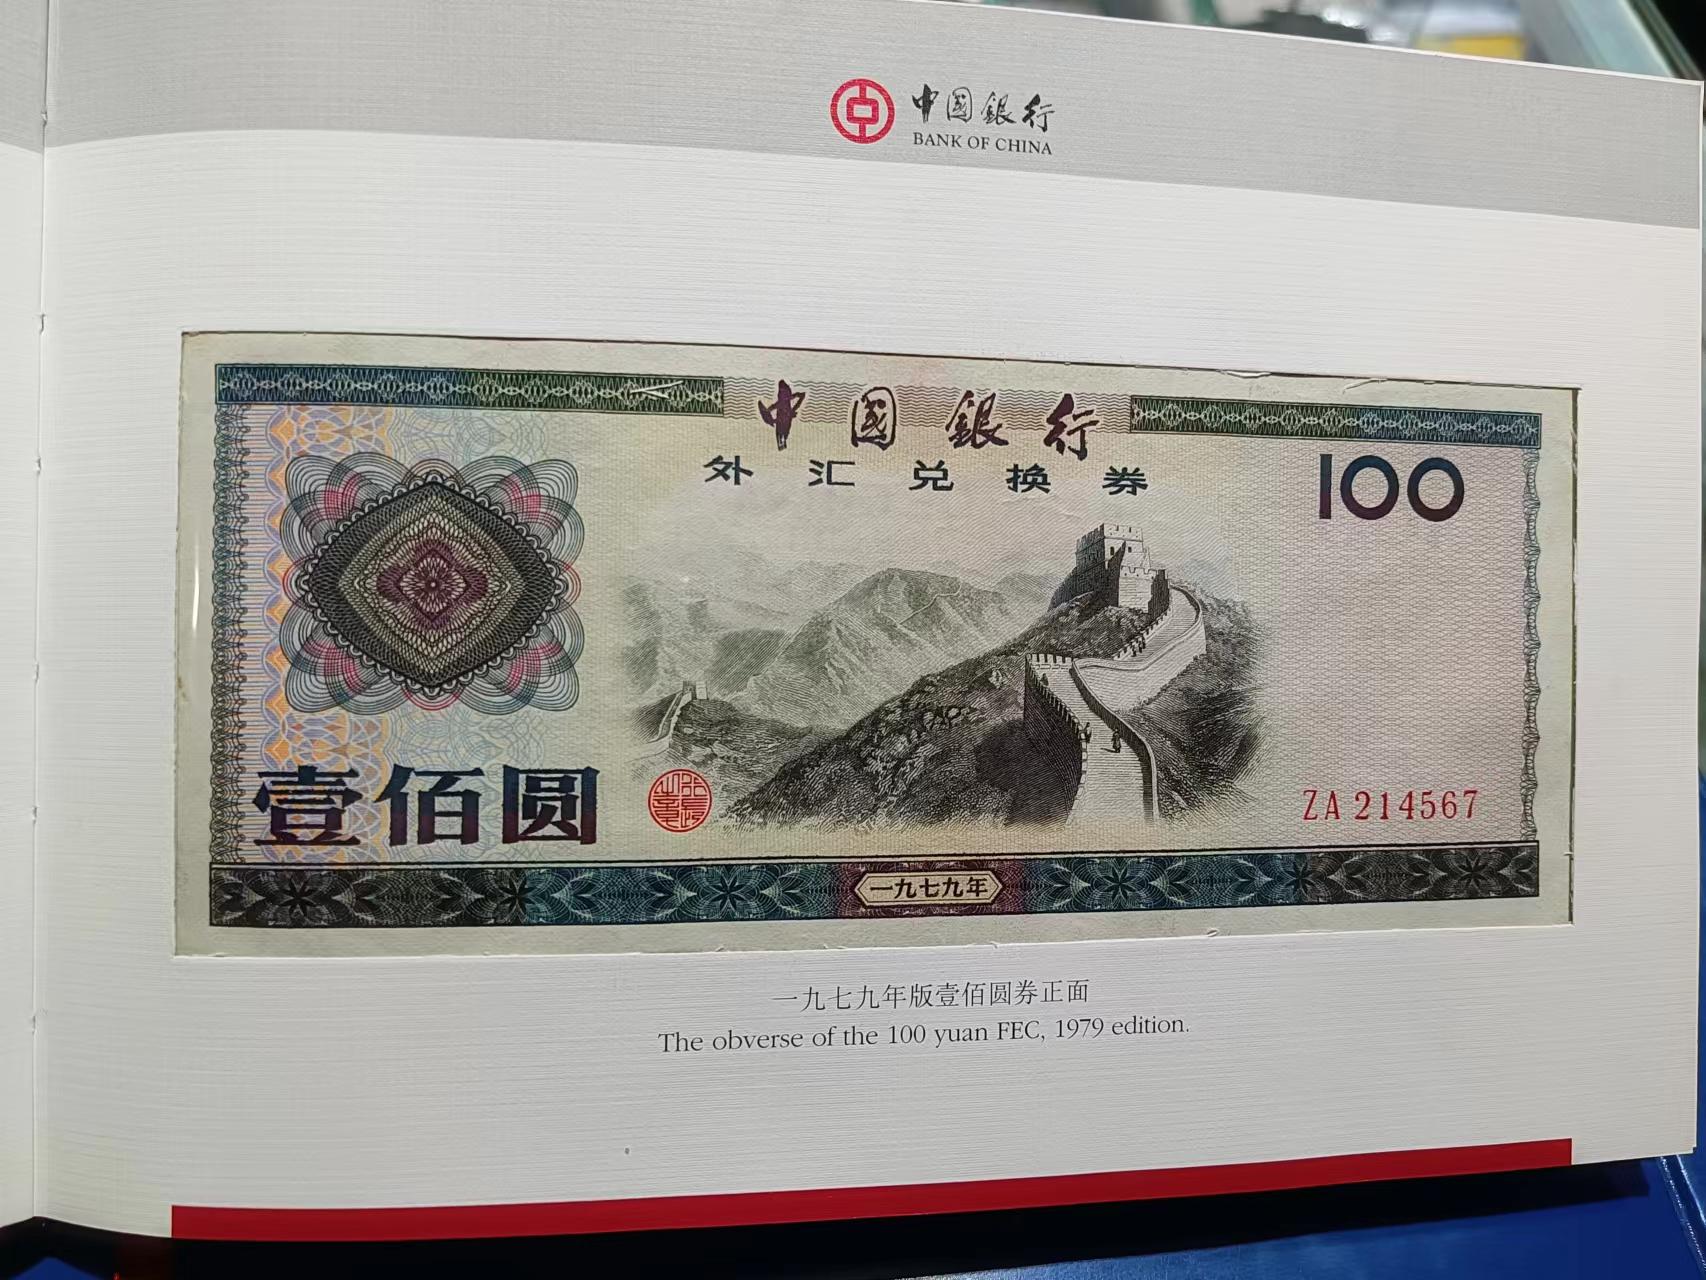 中国銀行
BANK OF CHINA
中国銀行
外汇兑换券
100
壹佰圆
ZA 214567
一九七九年
一九七九年版壹佰圆券正面
The obverse of the 100 yuan FEC, 1979 edition.